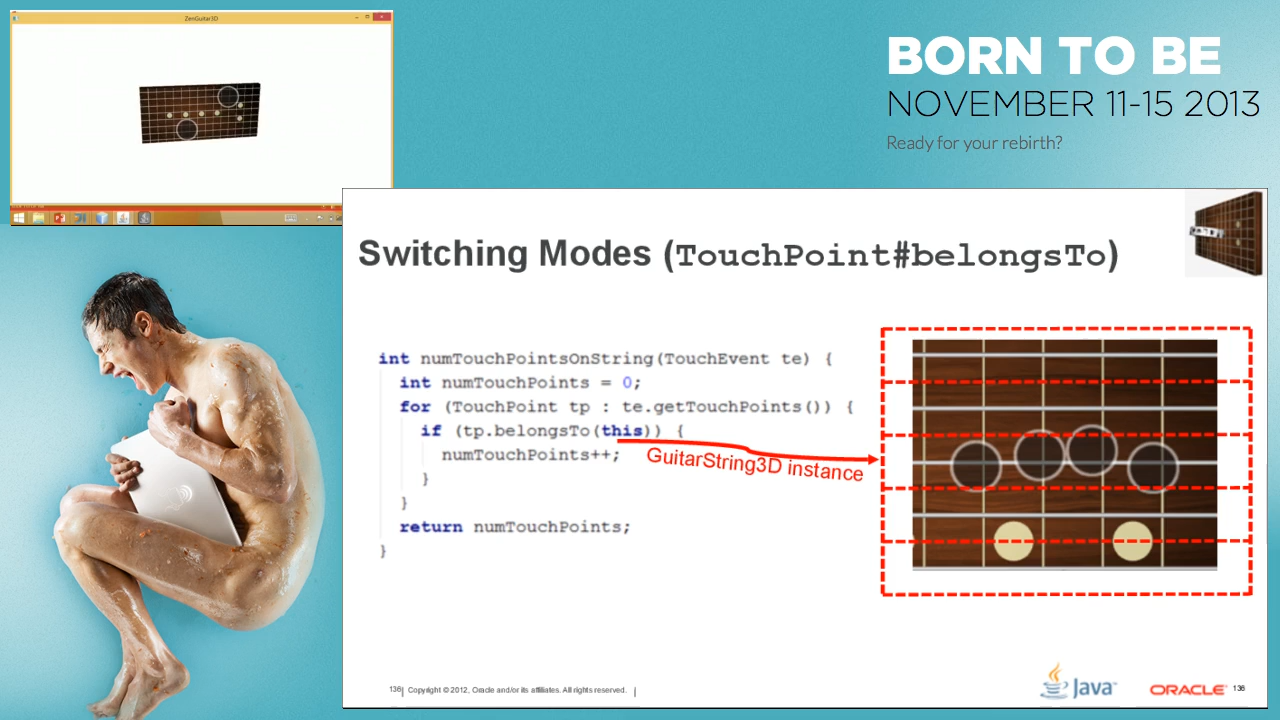 ZenGuitar3D
BORN TO BE
NOVEMBER 11-15 2013
Ready for your rebirth?
Switching Modes (TouchPoint#belongsTo)
int numTouchPointsOnString(TouchEvent te) {
int numTouchPoints = 0;
for (TouchPoint tp : te.getTouchPoints()) {
if (tp.belongsTo(this)) {
numTouchPoints++;
}
}
return numTouchPoints;
}
GuitarString3D instance
136| Copyright © 2012, Oracle and/or its affiliates. All rights reserved. |
Java™
ORACLE
136